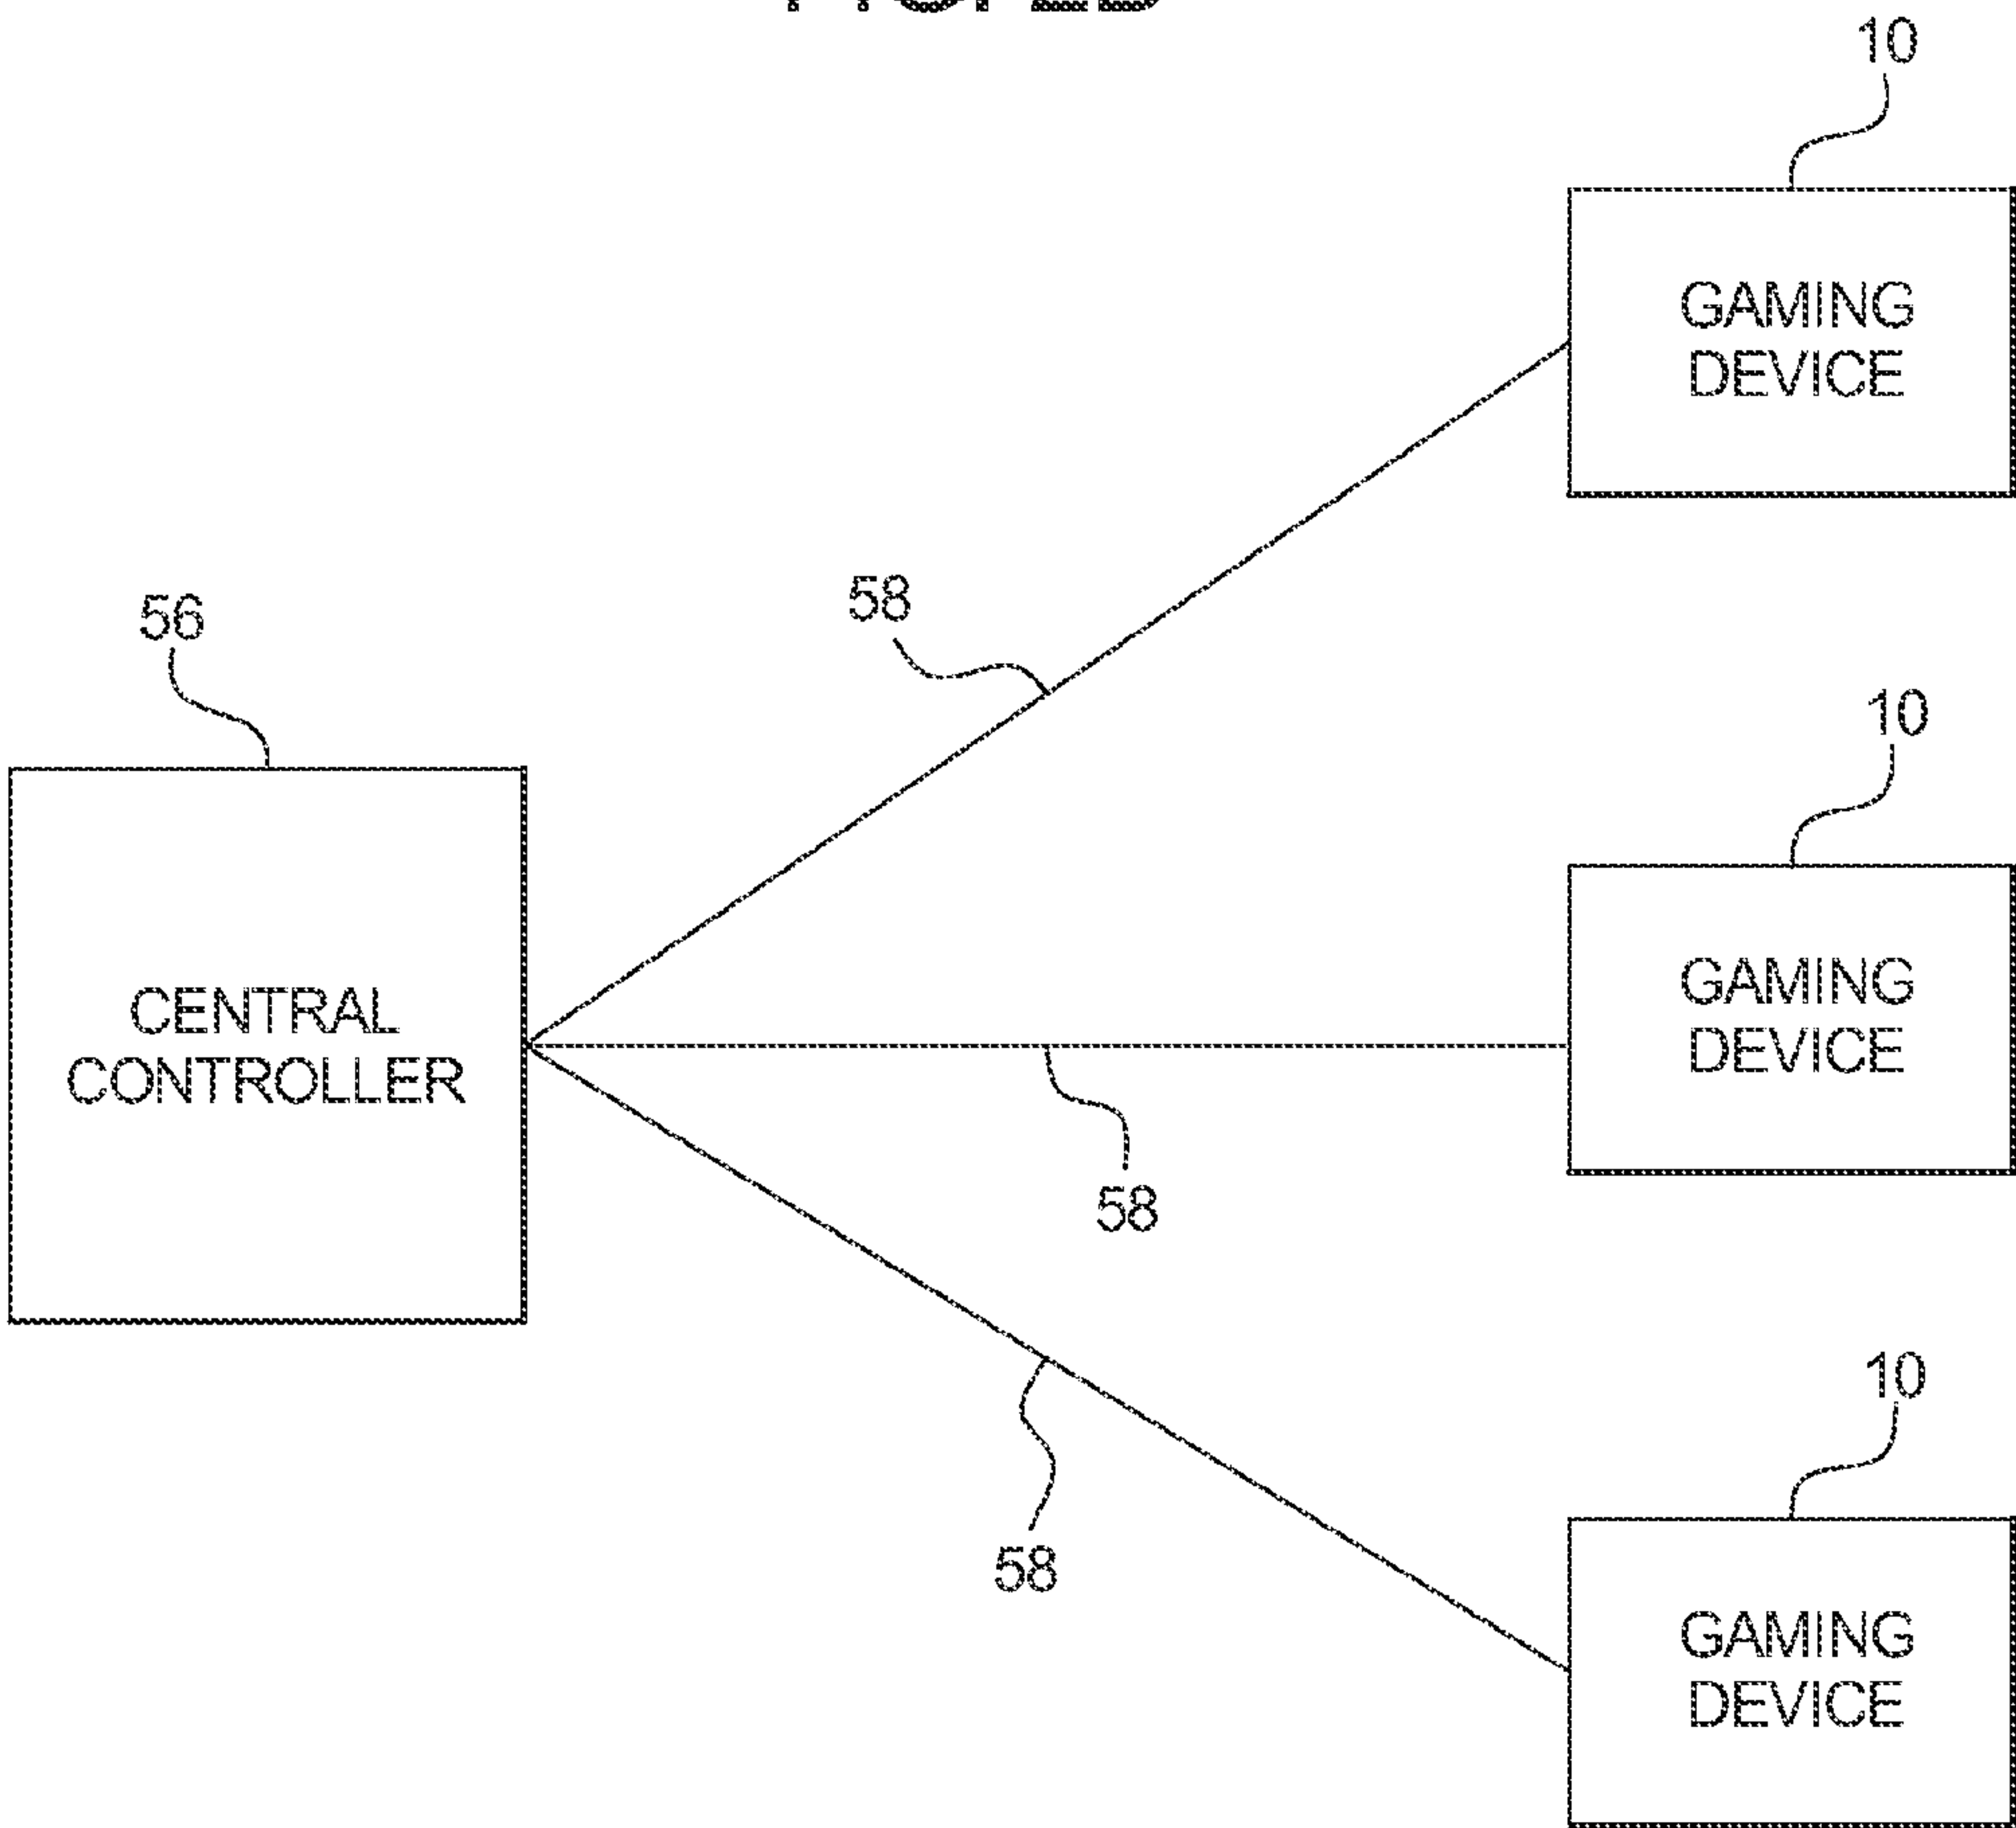 10
GAMING
DEVICE
58
56
10
CENTRAL
CONTROLLER
GAMING
DEVICE
58
10
58
GAMING
DEVICE